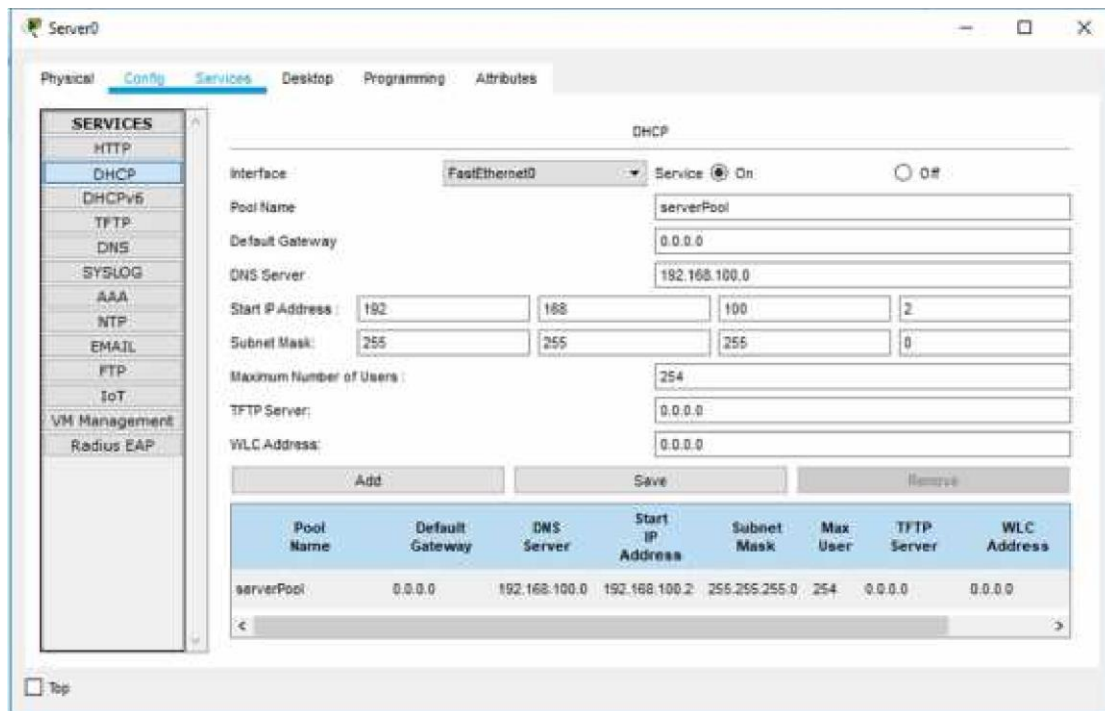 Server0
Physical Config Services Desktop Programming Attributes
SERVICES
HTTP
DHCP
DHCPv6
TFTP
DNS
SYSLOG
AAA
NTP
EMAIL
FTP
IoT
VM Management
Radius EAP
DHCP
Interface FastEthernet0 Service On Off
Pool Name serverPool
Default Gateway 0.0.0.0
DNS Server 192.168.100.0
Start IP Address : 192 168 100 2
Subnet Mask: 255 255 255 0
Maximum Number of Users : 254
TFTP Server: 0.0.0.0
WLC Address: 0.0.0.0
Add Save Remove
Pool Name Default Gateway DNS Server Start IP Address Subnet Mask Max User TFTP Server WLC Address
serverPool 0.0.0.0 192.168.100.0 192.168.100.2 255.255.255.0 254 0.0.0.0 0.0.0.0
Top